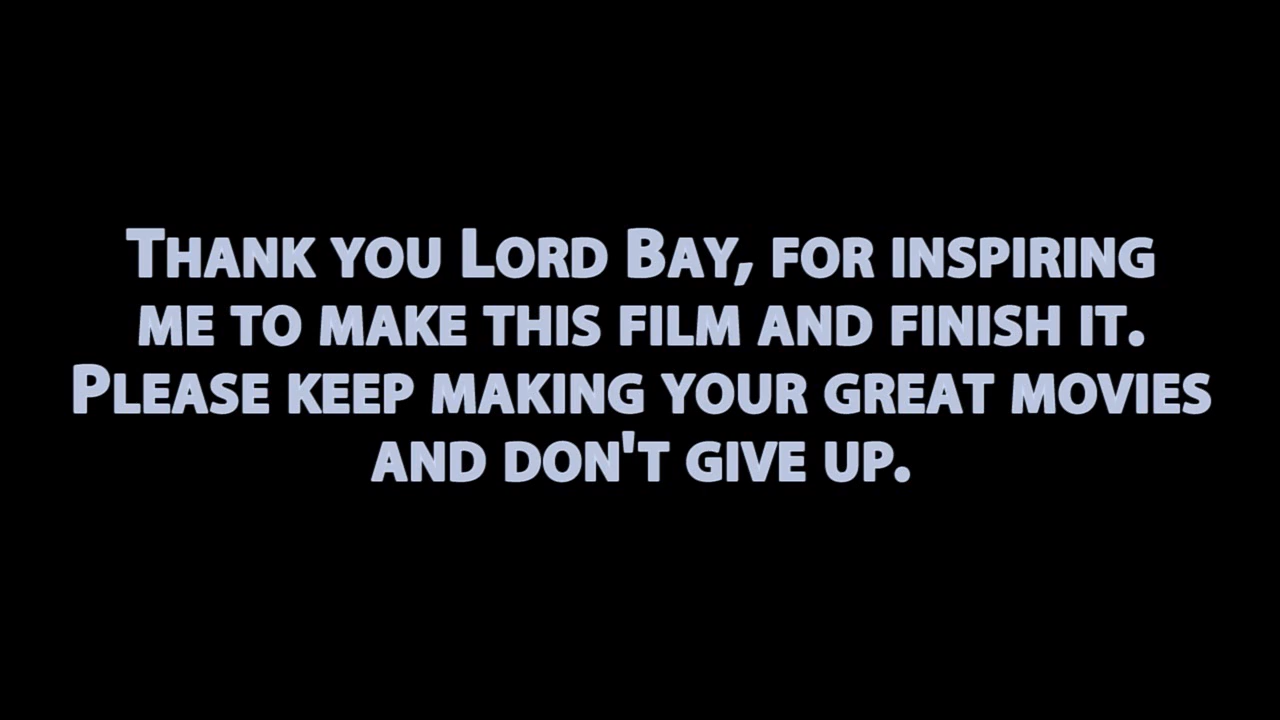 Thank you Lord Bay, for inspiring
me to make this film and finish it.
Please keep making your great movies
and don't give up.